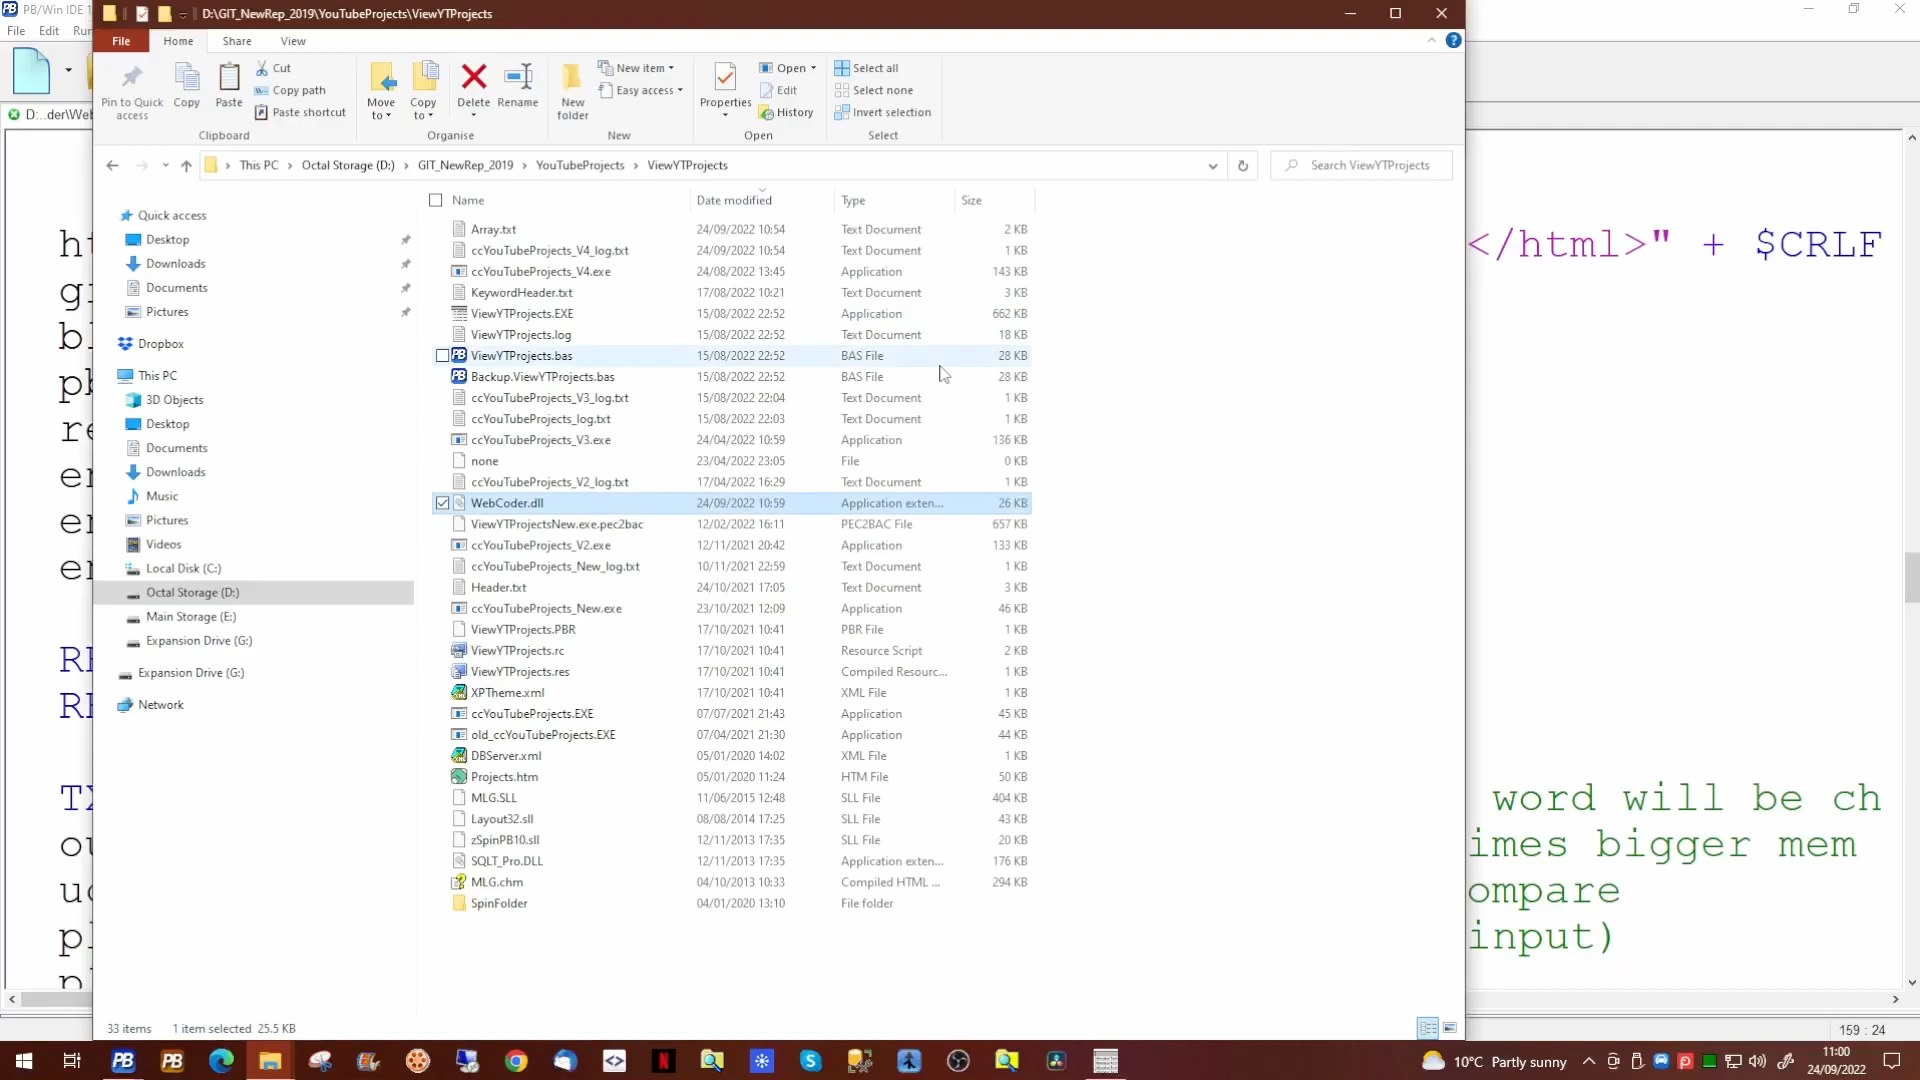 PB/Win IDE 1
D:\GIT_NewRep_2019\YouTubeProjects\ViewYTProjects
File Edit Run
File Home Share View
Pin to Quick access
Copy
Paste
Cut
Copy path
Paste shortcut
Move to
Copy to
Delete
Rename
New folder
New item
Easy access
Properties
Open
Edit
History
Select all
Select none
Invert selection
Clipboard Organise New Open Select
D:..der\Web
This PC Octal Storage (D:) GIT_NewRep_2019 YouTubeProjects ViewYTProjects
Search ViewYTProjects
Quick access
Desktop
Downloads
Documents
Pictures
Dropbox
This PC
3D Objects
Desktop
Documents
Downloads
Music
Pictures
Videos
Local Disk (C:)
Octal Storage (D:)
Main Storage (E:)
Expansion Drive (G:)
Expansion Drive (G:)
Network
Name Date modified Type Size
Array.txt 24/09/2022 10:54 Text Document 2 KB
ccYouTubeProjects_V4_log.txt 24/09/2022 10:54 Text Document 1 KB
ccYouTubeProjects_V4.exe 24/08/2022 13:45 Application 143 KB
KeywordHeader.txt 17/08/2022 10:21 Text Document 3 KB
ViewYTProjects.EXE 15/08/2022 22:52 Application 662 KB
ViewYTProjects.log 15/08/2022 22:52 Text Document 18 KB
ViewYTProjects.bas 15/08/2022 22:52 BAS File 28 KB
Backup.ViewYTProjects.bas 15/08/2022 22:52 BAS File 28 KB
ccYouTubeProjects_V3_log.txt 15/08/2022 22:04 Text Document 1 KB
ccYouTubeProjects_log.txt 15/08/2022 22:03 Text Document 1 KB
ccYouTubeProjects_V3.exe 24/04/2022 10:59 Application 136 KB
none 23/04/2022 23:05 File 0 KB
ccYouTubeProjects_V2_log.txt 17/04/2022 16:29 Text Document 1 KB
WebCoder.dll 24/09/2022 10:59 Application exten... 26 KB
ViewYTProjectsNew.exe.pec2bac 12/02/2022 16:11 PEC2BAC File 657 KB
ccYouTubeProjects_V2.exe 12/11/2021 20:42 Application 133 KB
ccYouTubeProjects_New_log.txt 10/11/2021 22:59 Text Document 1 KB
Header.txt 24/10/2021 17:05 Text Document 3 KB
ccYouTubeProjects_New.exe 23/10/2021 12:09 Application 46 KB
ViewYTProjects.PBR 17/10/2021 10:41 PBR File 1 KB
ViewYTProjects.rc 17/10/2021 10:41 Resource Script 2 KB
ViewYTProjects.res 17/10/2021 10:41 Compiled Resourc... 1 KB
XPTheme.xml 17/10/2021 10:41 XML File 1 KB
ccYouTubeProjects.EXE 07/07/2021 21:43 Application 45 KB
old_ccYouTubeProjects.EXE 07/04/2021 21:30 Application 44 KB
DBServer.xml 05/01/2020 14:02 XML File 1 KB
Projects.htm 05/01/2020 11:24 HTM File 50 KB
MLG.SLL 11/06/2015 12:48 SLL File 404 KB
Layout32.sll 08/08/2014 17:25 SLL File 43 KB
zSpinPB10.sll 12/11/2013 17:35 SLL File 20 KB
SQLT_Pro.DLL 12/11/2013 17:35 Application exten... 176 KB
MLG.chm 04/10/2013 10:33 Compiled HTML ... 294 KB
SpinFolder 04/01/2020 13:10 File folder
</html>" + $CRLF
word will be ch
imes bigger mem
ompare
input)
33 items 1 item selected 25.5 KB
159 : 24
10°C Partly sunny
11:00
24/09/2022